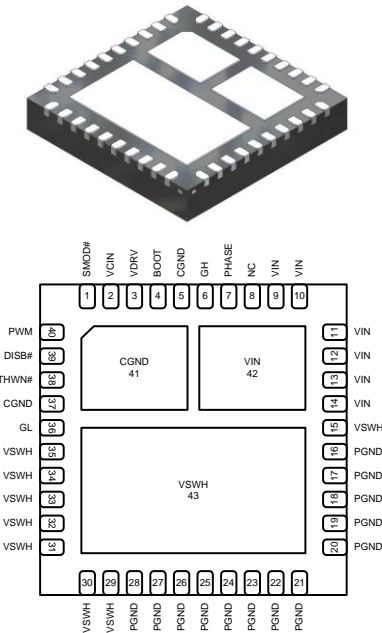 SMOD#
VCIN
VDRV
BOOT
CGND
GH
PHASE
NC
VIN
VIN
1
2
3
4
5
6
7
8
9
10
PWM 40
DISB# 39
THWN# 38
CGND 37
GL 36
VSWH 35
VSWH 34
VSWH 33
VSWH 32
VSWH 31
CGND
41
VIN
42
VSWH
43
11 VIN
12 VIN
13 VIN
14 VIN
15 VSWH
16 PGND
17 PGND
18 PGND
19 PGND
20 PGND
30
29
28
27
26
25
24
23
22
21
VSWH
VSWH
PGND
PGND
PGND
PGND
PGND
PGND
PGND
PGND